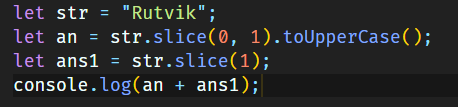 let str = "Rutvik";
let an = str.slice(0, 1).toUpperCase();
let ans1 = str.slice(1);
console.log(an + ans1);